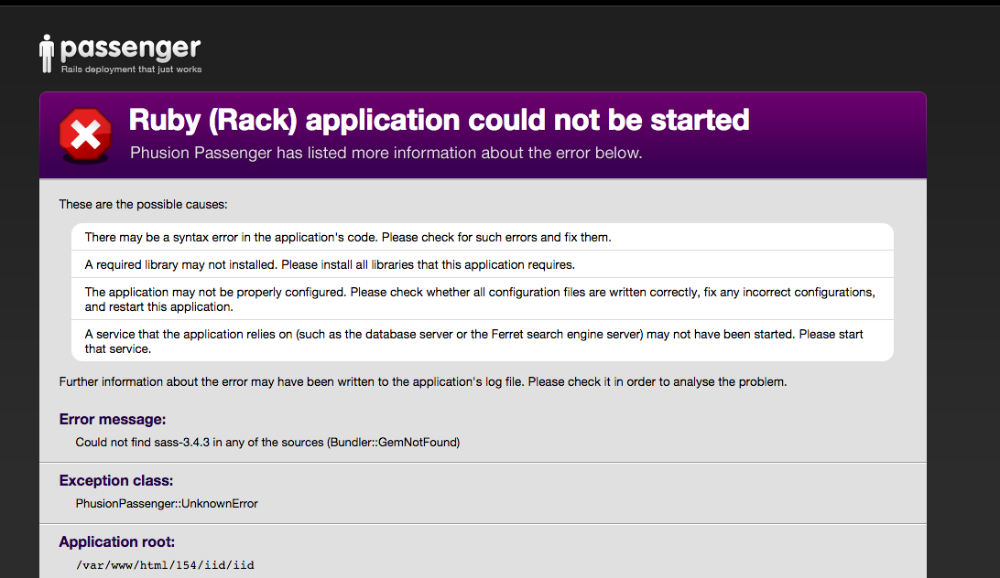 passenger
Rails deployment that just works
Ruby (Rack) application could not be started
Phusion Passenger has listed more information about the error below.
These are the possible causes:
There may be a syntax error in the application's code. Please check for such errors and fix them.
A required library may not installed. Please install all libraries that this application requires.
The application may not be properly configured. Please check whether all configuration files are written correctly, fix any incorrect configurations,
and restart this application.
A service that the application relies on (such as the database server or the Ferret search engine server) may not have been started. Please start
that service.
Further information about the error may have been written to the application's log file. Please check it in order to analyse the problem.
Error message:
Could not find sass-3.4.3 in any of the sources (Bundler::GemNotFound)
Exception class:
PhusionPassenger::UnknownError
Application root:
/var/www/html/154/iid/iid